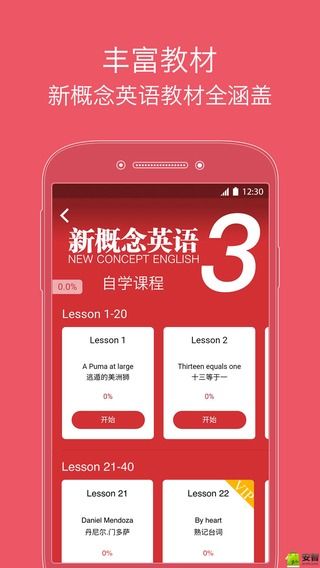 丰富教材
新概念英语教材全涵盖
12:30
新概念英语
NEW CONCEPT ENGLISH
3
自学课程
0.0%
Lesson 1-20
Lesson 1
A Puma at large
逃遁的美洲狮
0%
开始
Lesson 2
Thirteen equals one
十三等于一
0%
开始
Lesson 21-40
Lesson 21
Daniel Mendoza
丹尼尔.门多萨
0%
Lesson 22
VIP
By heart
熟记台词
0%
安智